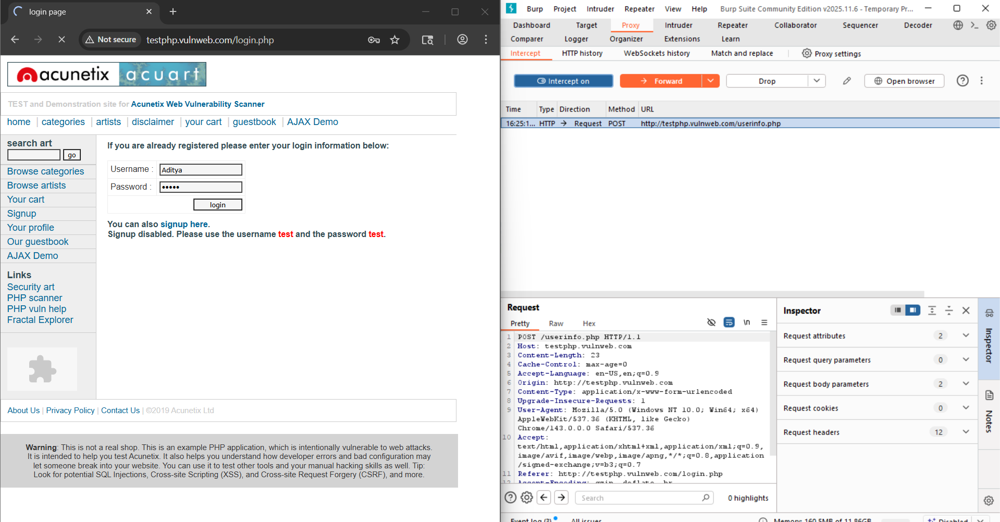 login page
Not secure
testphp.vulnweb.com/login.php
acunetix acuart
TEST and Demonstration site for Acunetix Web Vulnerability Scanner
home | categories | artists | disclaimer | your cart | guestbook | AJAX Demo
search art
go
Browse categories
Browse artists
Your cart
Signup
Your profile
Our guestbook
AJAX Demo
Links
Security art
PHP scanner
PHP vuln help
Fractal Explorer
If you are already registered please enter your login information below:
Username : Aditya
Password : •••••
login
You can also signup here.
Signup disabled. Please use the username test and the password test.
About Us | Privacy Policy | Contact Us | ©2019 Acunetix Ltd
Warning: This is not a real shop. This is an example PHP application, which is intentionally vulnerable to web attacks.
It is intended to help you test Acunetix. It also helps you understand how developer errors and bad configuration may
let someone break into your website. You can use it to test other tools and your manual hacking skills as well. Tip:
Look for potential SQL Injections, Cross-site Scripting (XSS), and Cross-site Request Forgery (CSRF), and more.
Burp Project Intruder Repeater View Help Burp Suite Community Edition v2025.11.6 - Temporary Pr...
Dashboard Target Proxy Intruder Repeater Collaborator Sequencer Decoder
Comparer Logger Organizer Extensions Learn
Intercept HTTP history WebSockets history Match and replace Proxy settings
Intercept on Forward Drop Open browser
Time Type Direction Method URL
16:25:1... HTTP → Request POST http://testphp.vulnweb.com/userinfo.php
Request
Pretty Raw Hex \n
1 POST /userinfo.php HTTP/1.1
2 Host: testphp.vulnweb.com
3 Content-Length: 23
4 Cache-Control: max-age=0
5 Accept-Language: en-US,en;q=0.9
6 Origin: http://testphp.vulnweb.com
7 Content-Type: application/x-www-form-urlencoded
8 Upgrade-Insecure-Requests: 1
9 User-Agent: Mozilla/5.0 (Windows NT 10.0; Win64; x64)
AppleWebKit/537.36 (KHTML, like Gecko)
Chrome/143.0.0.0 Safari/537.36
10 Accept:
text/html,application/xhtml+xml,application/xml;q=0.9,
image/avif,image/webp,image/apng,*/*;q=0.8,application
/signed-exchange;v=b3;q=0.7
11 Referer: http://testphp.vulnweb.com/login.php
12 Accept-Encoding: gzip, deflate, br
Search
0 highlights
Inspector
Request attributes 2
Request query parameters 0
Request body parameters 2
Request cookies 0
Request headers 12
Inspector
Notes
Event log (3) All issues
Memory: 160.5MB of 11.86GB
Disabled